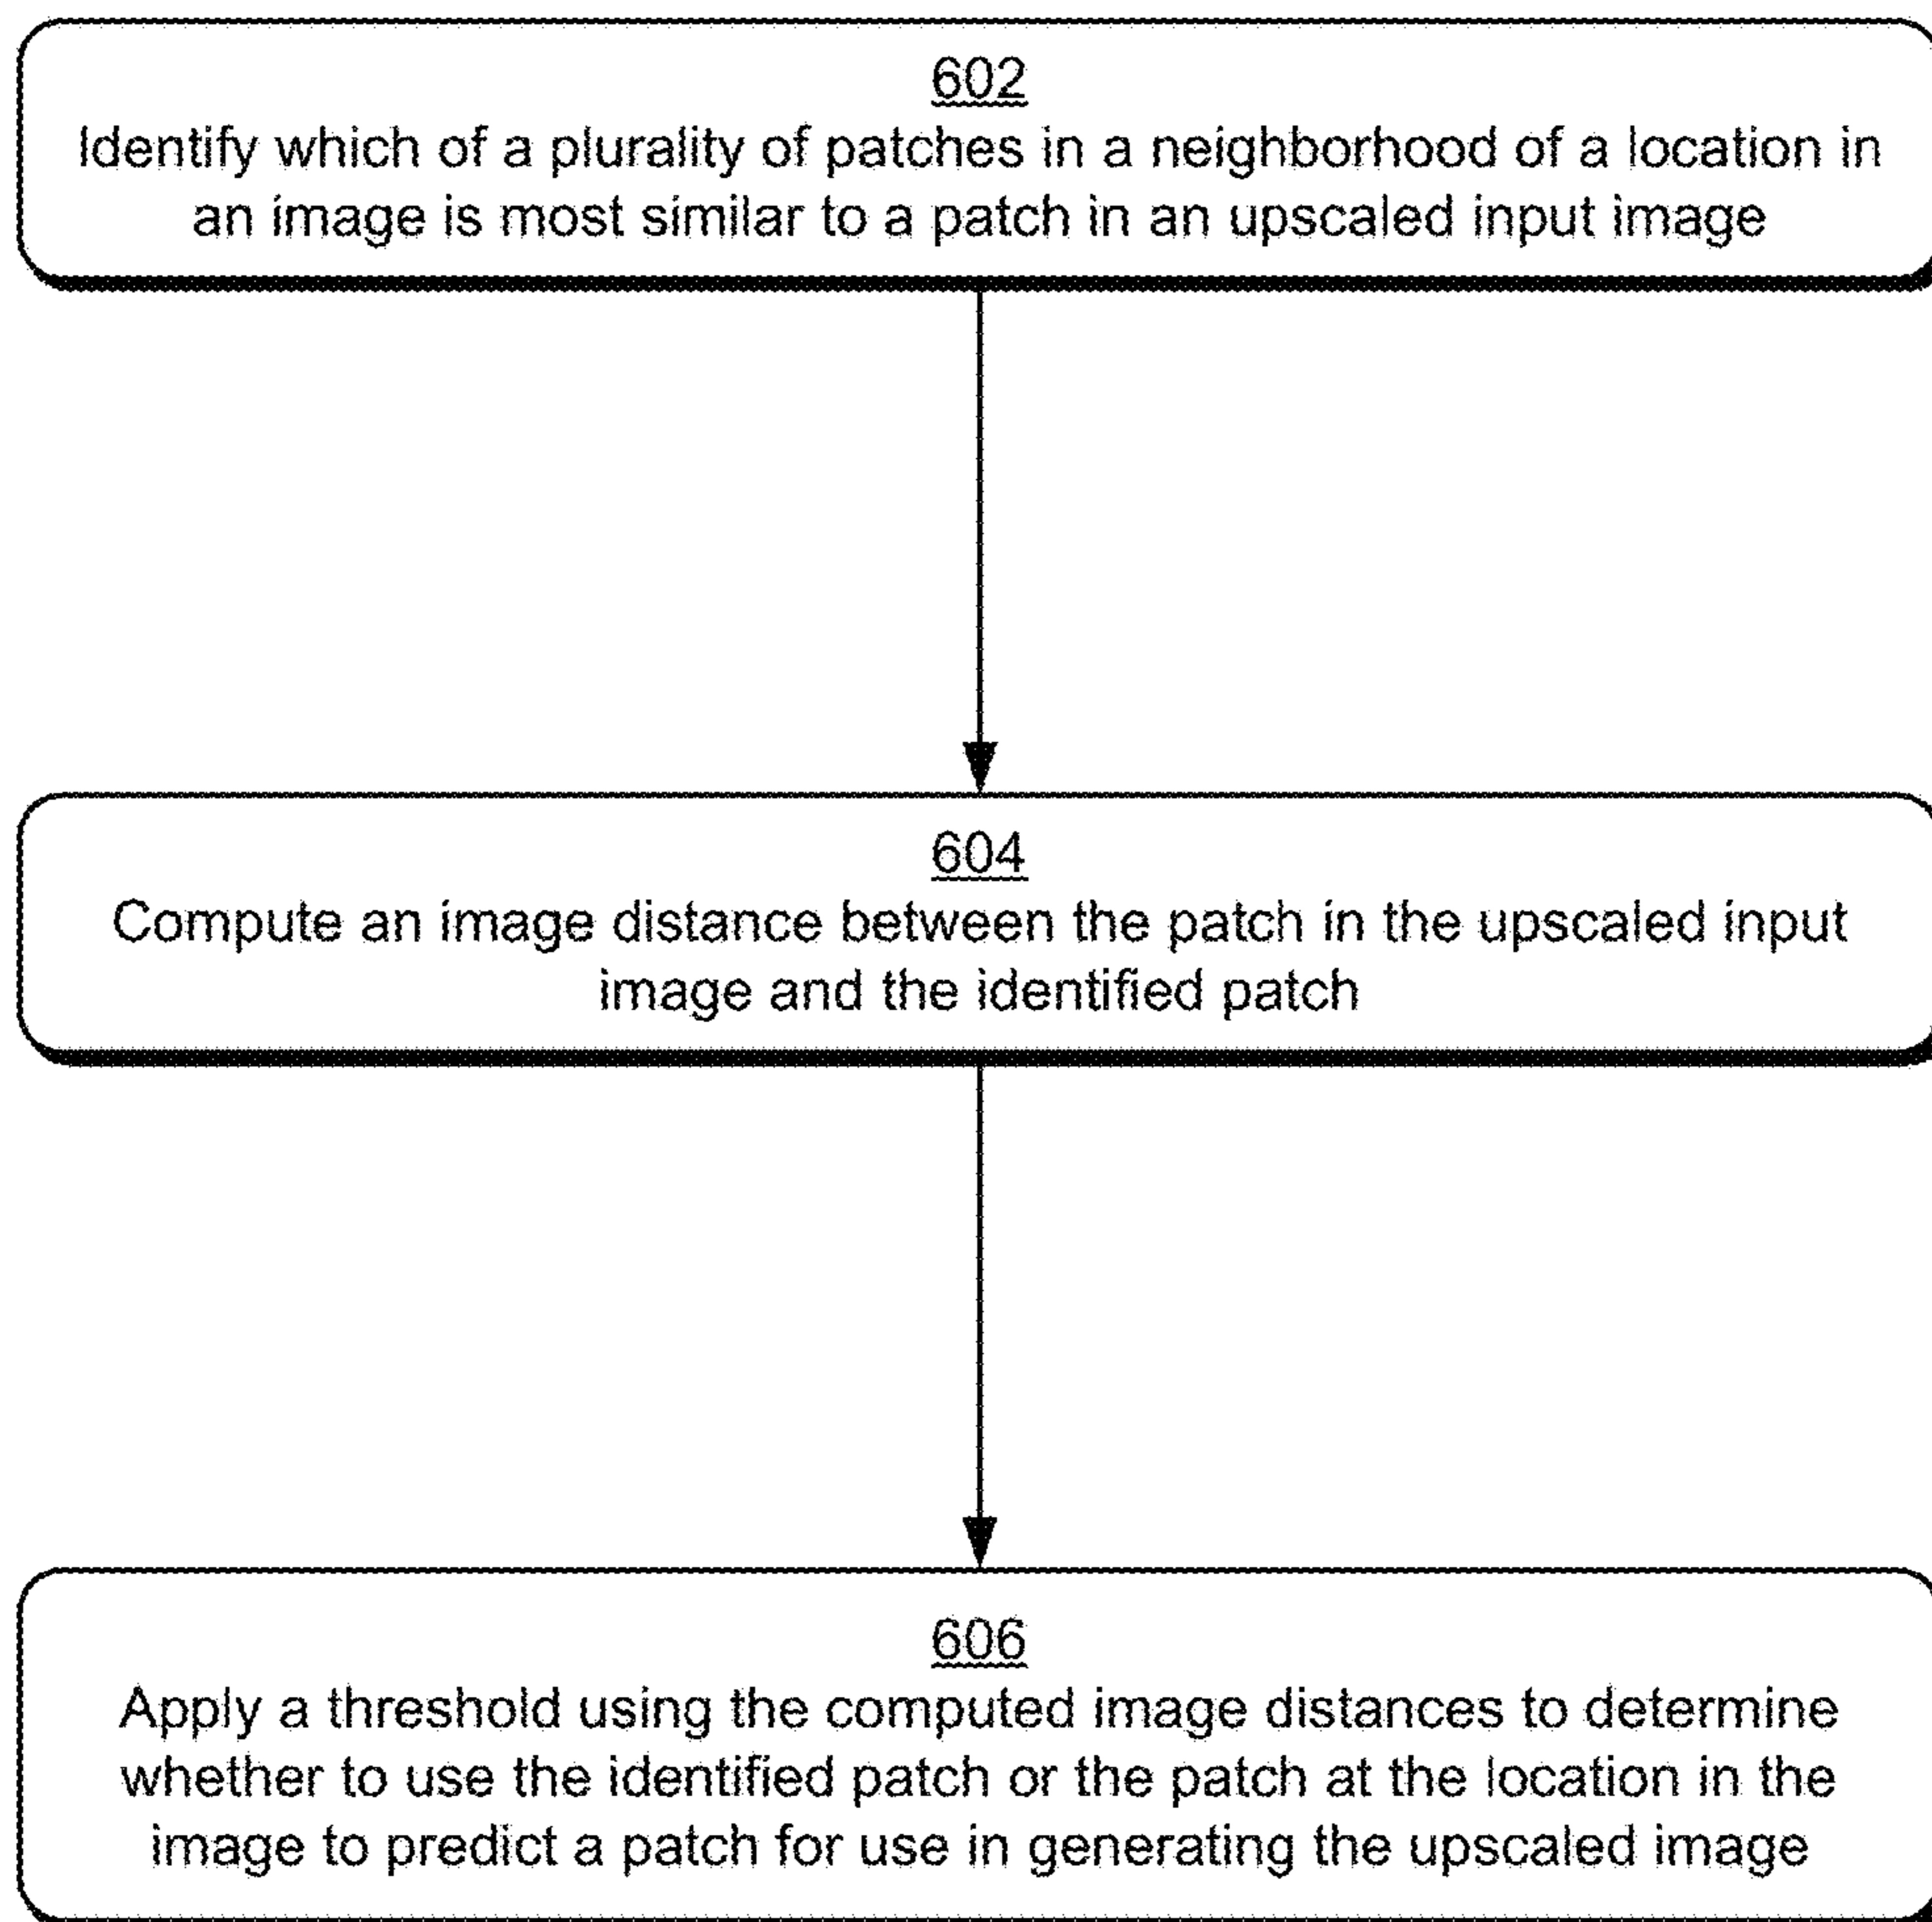 602
Identify which of a plurality of patches in a neighborhood of a location in
an image is most similar to a patch in an upscaled input image
604
Compute an image distance between the patch in the upscaled input
image and the identified patch
606
Apply a threshold using the computed image distances to determine
whether to use the identified patch or the patch at the location in the
image to predict a patch for use in generating the upscaled image